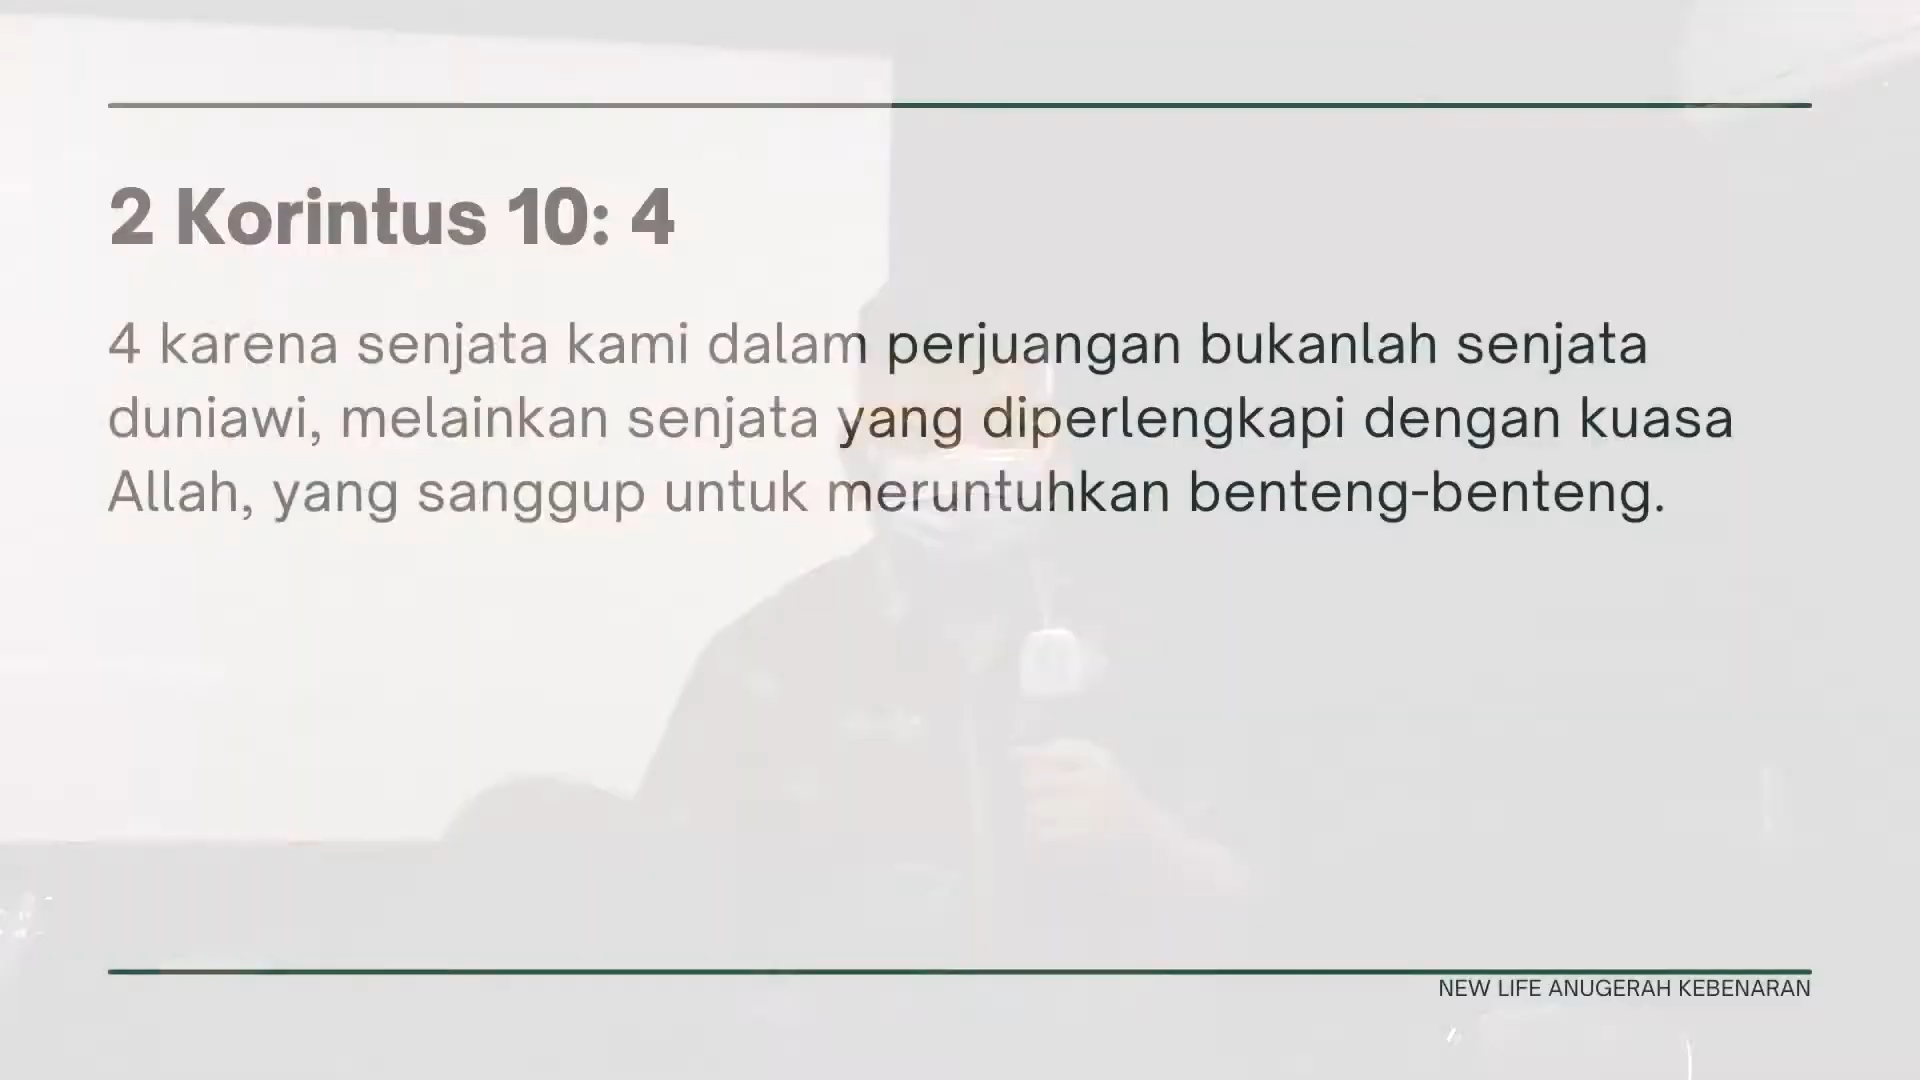 2 Korintus 10: 4
4 karena senjata kami dalam perjuangan bukanlah senjata
duniawi, melainkan senjata yang diperlengkapi dengan kuasa
Allah, yang sanggup untuk meruntuhkan benteng-benteng.
NEW LIFE ANUGERAH KEBENARAN